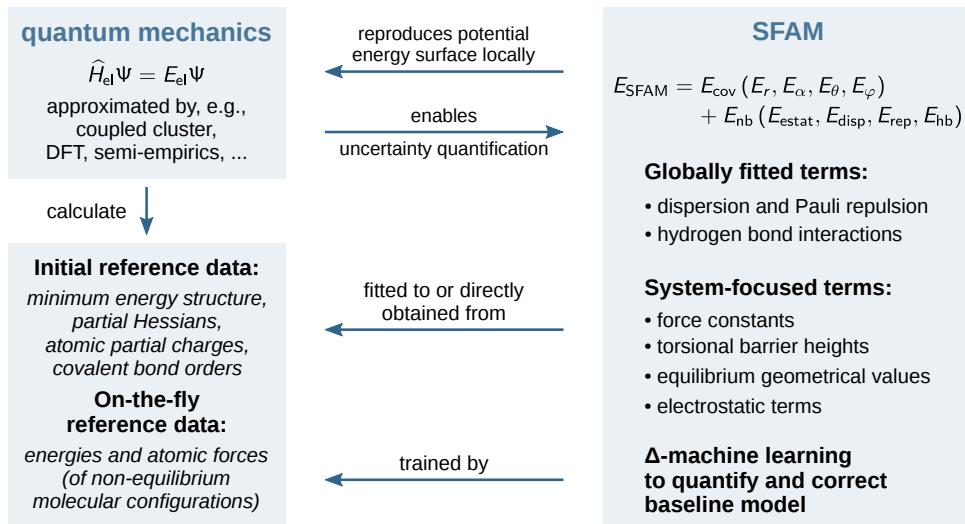 quantum mechanics
Ĥ_el Ψ = E_el Ψ
approximated by, e.g.,
coupled cluster,
DFT, semi-empirics, ...
calculate
Initial reference data:
minimum energy structure,
partial Hessians,
atomic partial charges,
covalent bond orders
On-the-fly
reference data:
energies and atomic forces
(of non-equilibrium
molecular configurations)
reproduces potential
energy surface locally
enables
uncertainty quantification
fitted to or directly
obtained from
trained by
SFAM
E_SFAM = E_cov (E_r, E_α, E_θ, E_φ)
+ E_nb (E_estat, E_disp, E_rep, E_hb)
Globally fitted terms:
• dispersion and Pauli repulsion
• hydrogen bond interactions
System-focused terms:
• force constants
• torsional barrier heights
• equilibrium geometrical values
• electrostatic terms
Δ-machine learning
to quantify and correct
baseline model